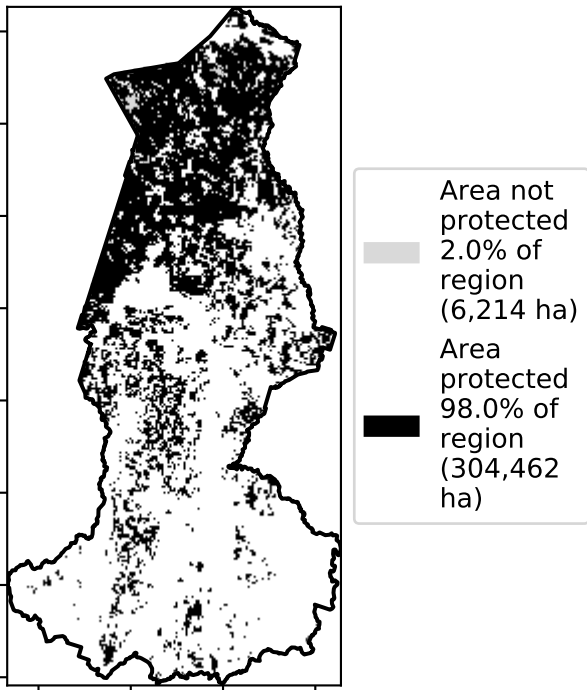 Area not
protected
2.0% of
region
(6,214 ha)
Area
protected
98.0% of
region
(304,462
ha)